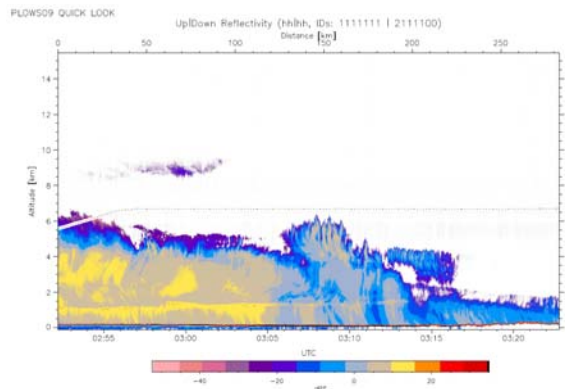 PLOWS09 QUICK LOOK
Up|Down Reflectivity (hh|hh, IDs: 1111111 | 2111100)
Distance [km]
0 50 100 150 200 250
14
12
10
8
6
4
2
0
Altitude [km]
02:55 03:00 03:05 03:10 03:15 03:20
UTC
-40 -20 0 20